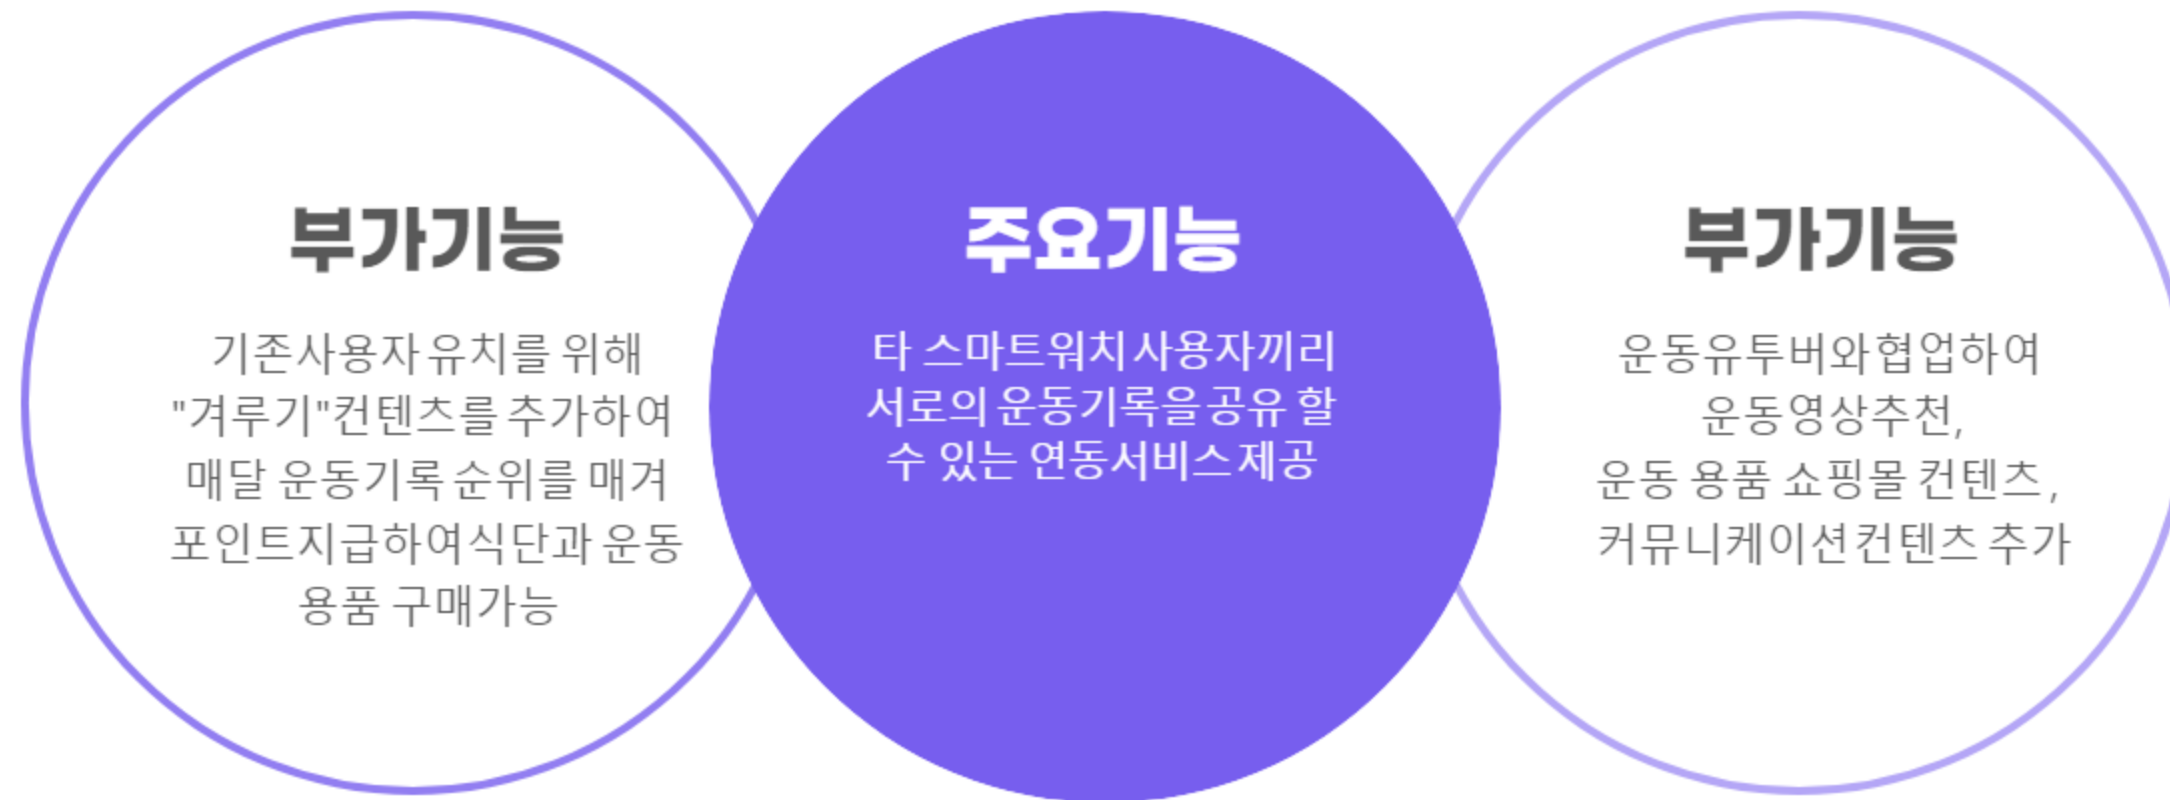 부가기능
기존사용자 유치를 위해
"겨루기"컨텐츠를 추가하여
매달 운동기록 순위를 매겨
포인트지급하여 식단과 운동
용품 구매가능
주요기능
타 스마트워치 사용자끼리
서로의 운동기록을 공유 할
수 있는 연동서비스 제공
부가기능
운동유투버와 협업하여
운동영상추천,
운동 용품 쇼핑몰 컨텐츠,
커뮤니케이션 컨텐츠 추가